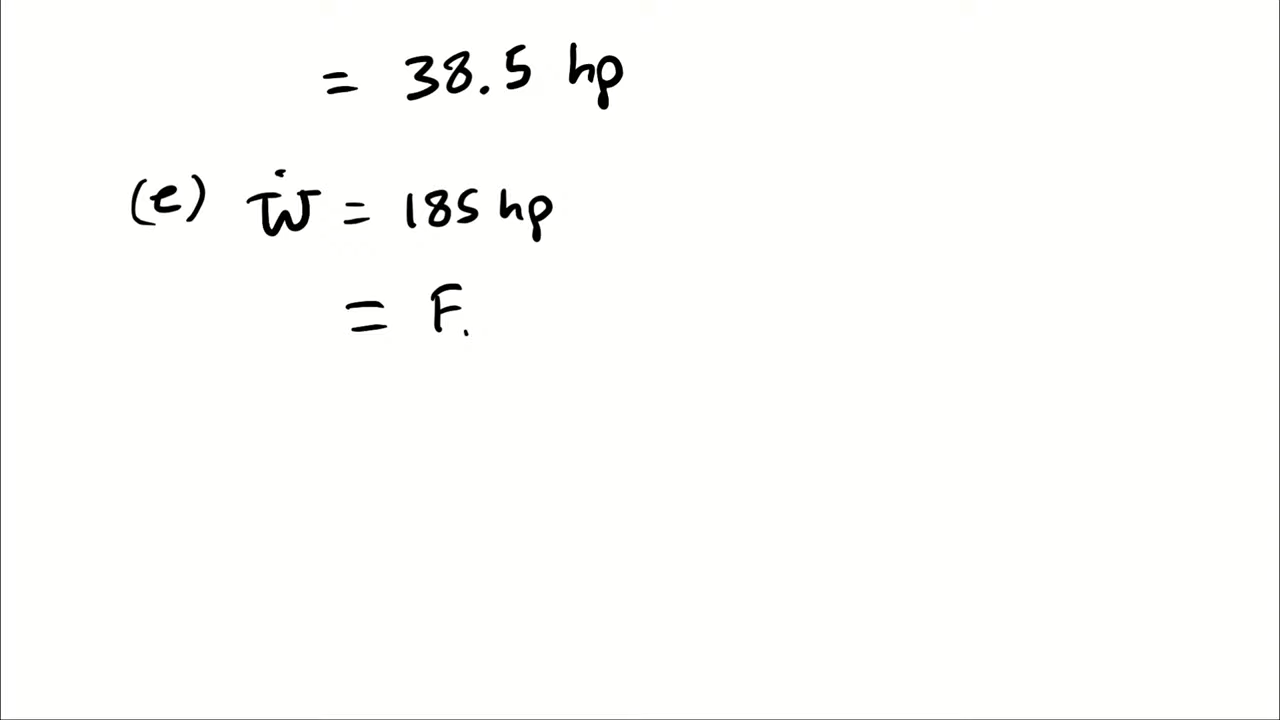 = 38.5 hp
(e) Ẇ = 185 hp
= F.